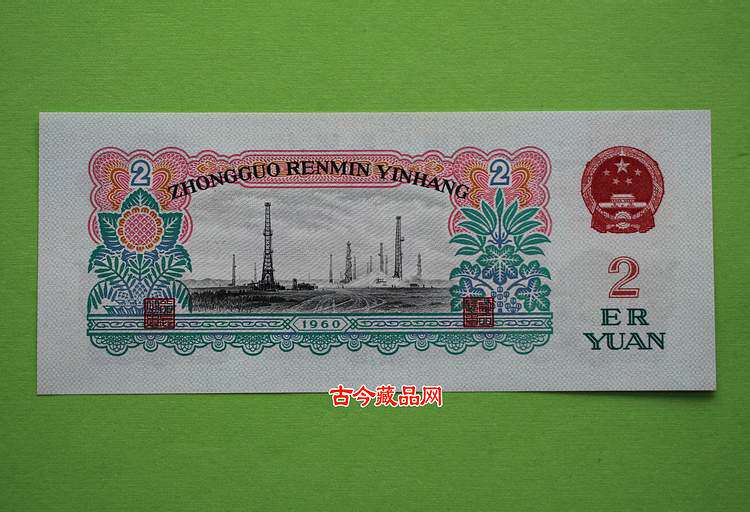 2
ZHONGGUO RENMIN YINHANG
2
1960
2
ER
YUAN
古今藏品网